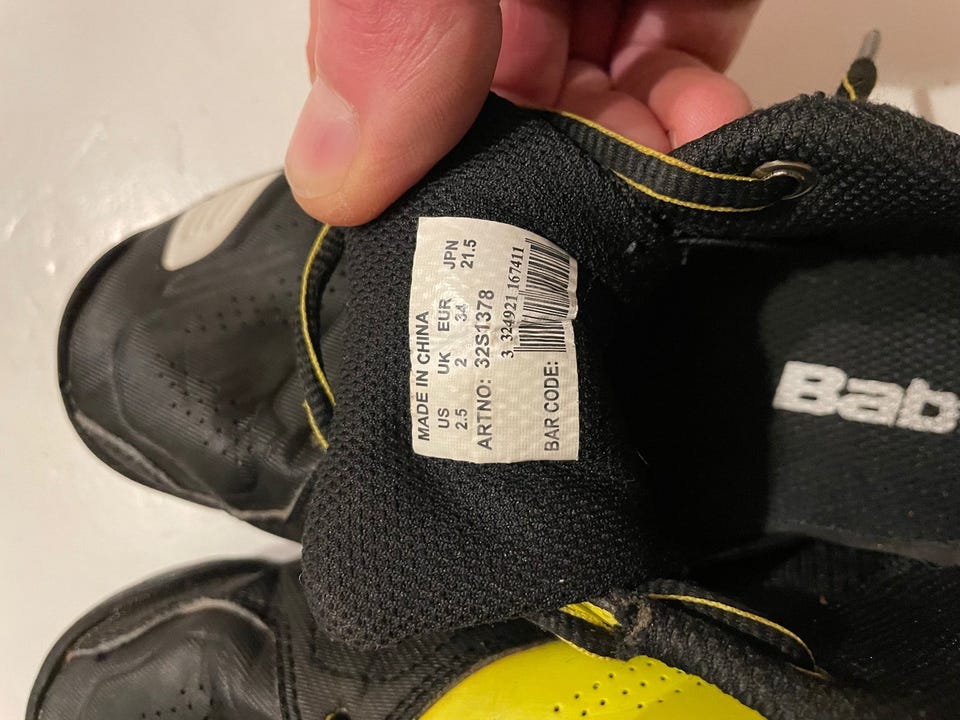 MADE IN CHINA
US UK EUR JPN
2.5 2 34 21.5
ARTNO: 32S1378
3 324921 167411
BAR CODE:
Bab